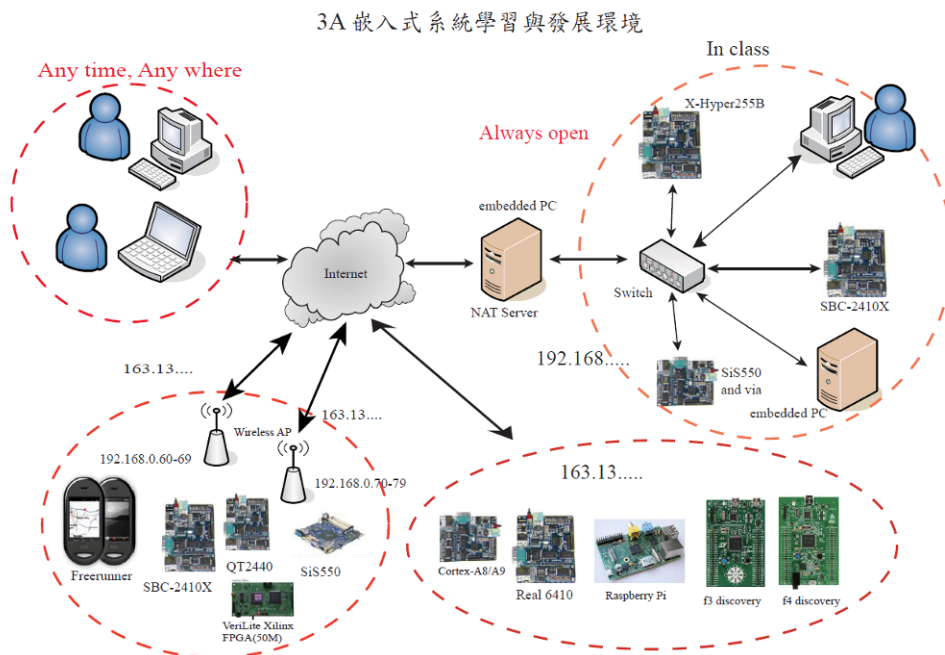 3A 嵌入式系統學習與發展環境
Any time, Any where
In class
X-Hyper255B
Always open
embedded PC
Internet
NAT Server
Switch
SBC-2410X
192.168.....
SiS550
and via
embedded PC
163.13.....
163.13....
Wireless AP
192.168.0.60-69
192.168.0.70-79
Freerunner
SBC-2410X
QT2440
SiS550
VeriLite Xilinx
FPGA(50M)
163.13.....
Cortex-A8/A9
Real 6410
Raspberry Pi
f3 discovery
f4 discovery